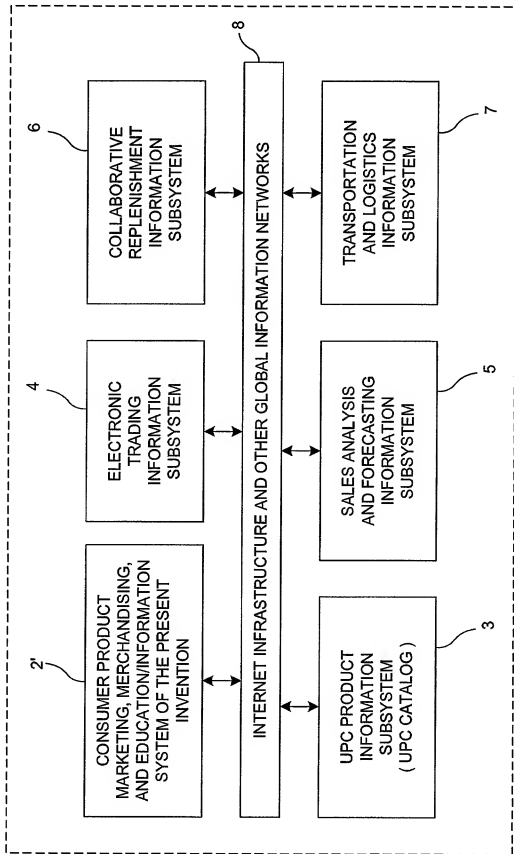 2'
CONSUMER PRODUCT
MARKETING, MERCHANDISING,
AND EDUCATION/INFORMATION
SYSTEM OF THE PRESENT
INVENTION
4
ELECTRONIC
TRADING
INFORMATION
SUBSYSTEM
6
COLLABORATIVE
REPLENISHMENT
INFORMATION
SUBSYSTEM
8
INTERNET INFRASTRUCTURE AND OTHER GLOBAL INFORMATION NETWORKS
UPC PRODUCT
INFORMATION
SUBSYSTEM
( UPC CATALOG )
3
SALES ANALYSIS
AND FORECASTING
INFORMATION
SUBSYSTEM
5
TRANSPORTATION
AND LOGISTICS
INFORMATION
SUBSYSTEM
7